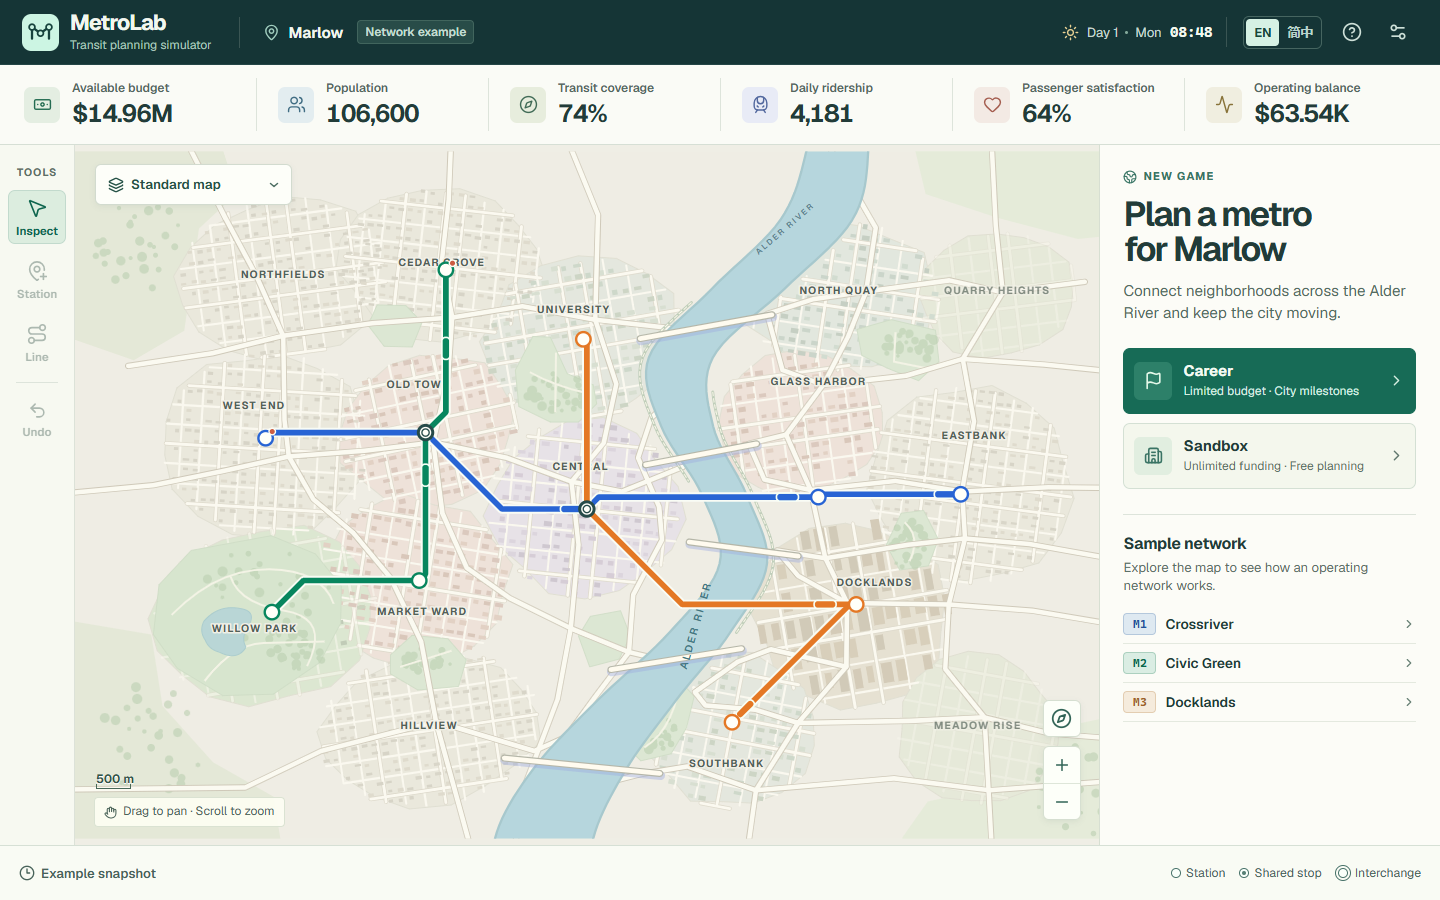 MetroLab
Transit planning simulator
Marlow
Network example
Day 1 • Mon 08:48
EN 简中
Available budget
$14.96M
Population
106,600
Transit coverage
74%
Daily ridership
4,181
Passenger satisfaction
64%
Operating balance
$63.54K
TOOLS
Inspect
Station
Line
Undo
Standard map
ALDER RIVER
CEDAR GROVE
NORTHFIELDS
NORTH QUAY
QUARRY HEIGHTS
UNIVERSITY
OLD TOW
GLASS HARBOR
WEST END
EASTBANK
CENTRAL
DOCKLANDS
MARKET WARD
WILLOW PARK
ALDER RIVER
HILLVIEW
MEADOW RISE
SOUTHBANK
500 m
Drag to pan · Scroll to zoom
NEW GAME
Plan a metro
for Marlow
Connect neighborhoods across the Alder
River and keep the city moving.
Career
Limited budget · City milestones
Sandbox
Unlimited funding · Free planning
Sample network
Explore the map to see how an operating
network works.
M1 Crossriver
M2 Civic Green
M3 Docklands
Example snapshot
Station
Shared stop
Interchange